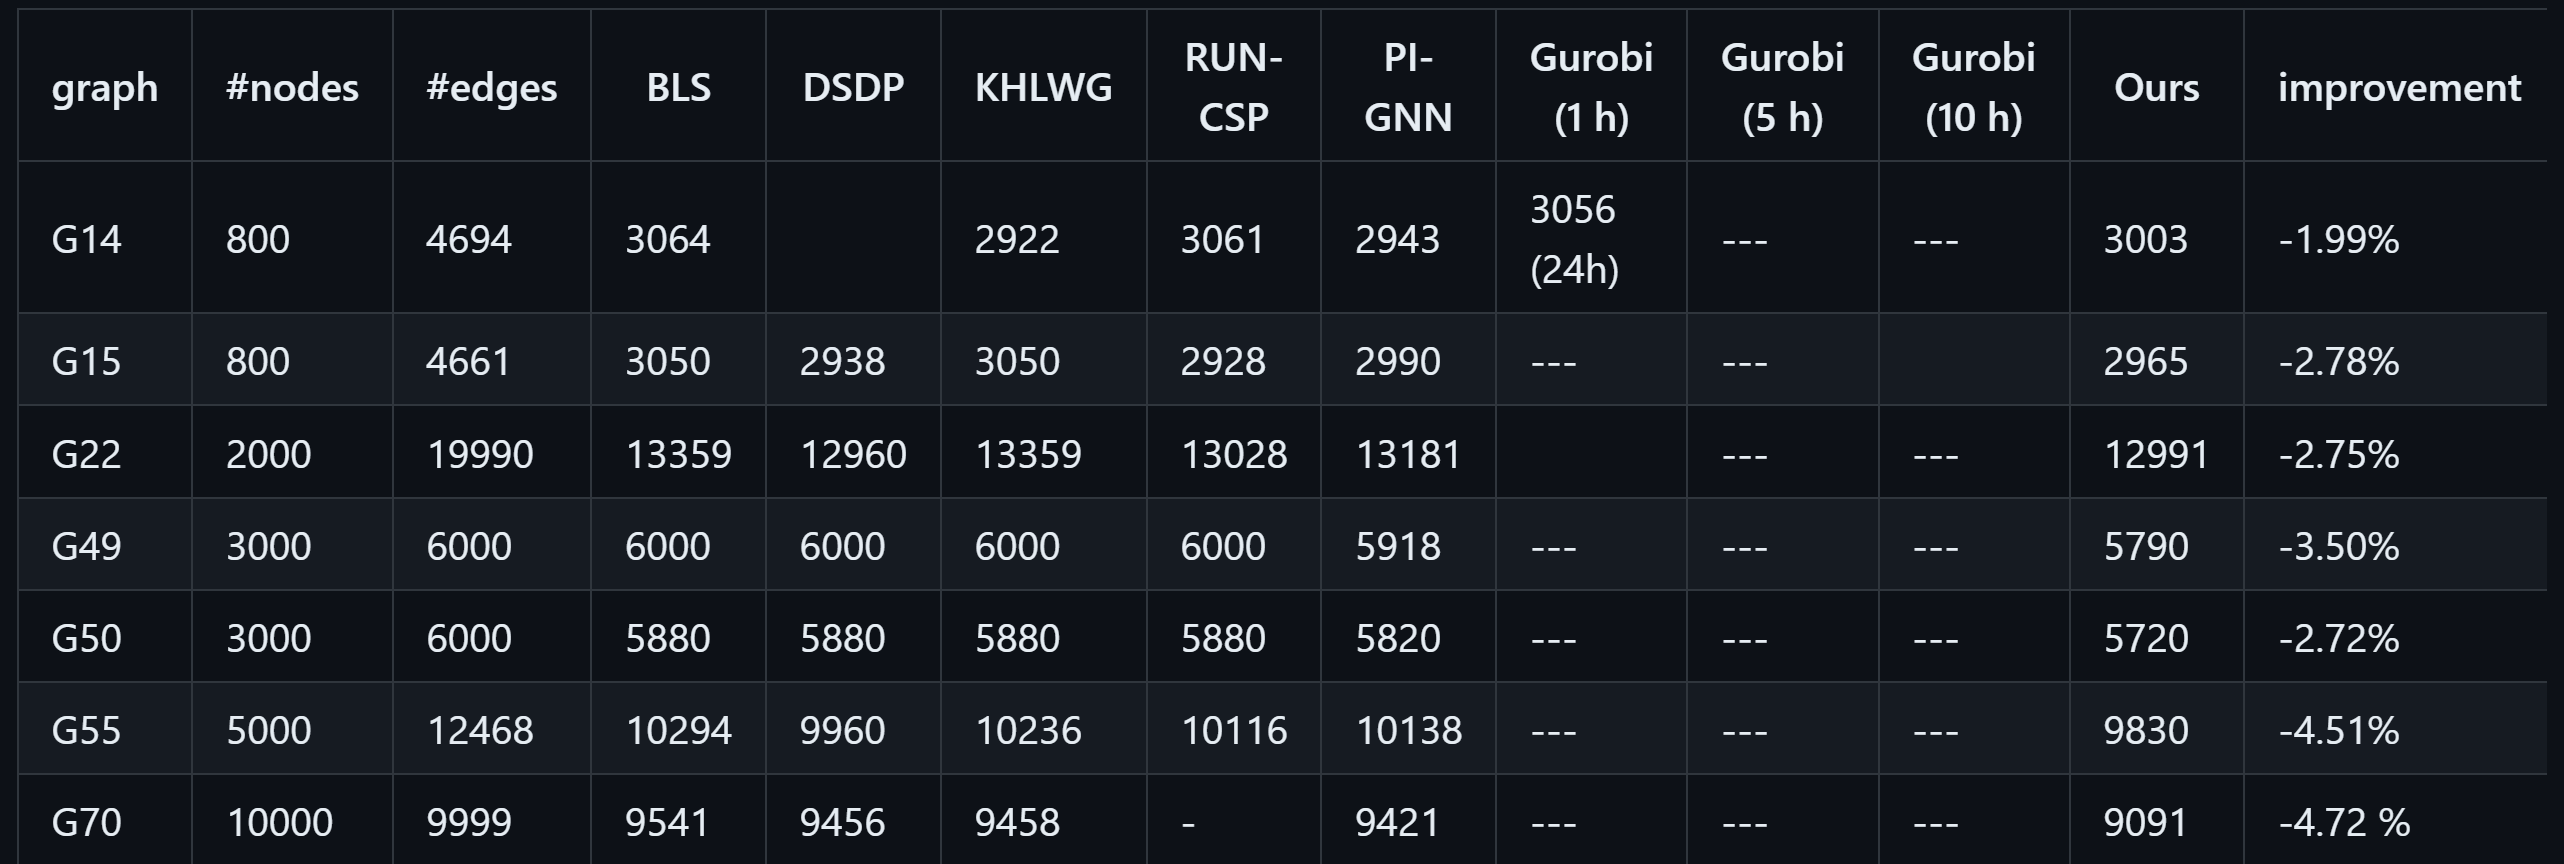 graph #nodes #edges BLS DSDP KHLWG RUN-CSP PI-GNN Gurobi (1 h) Gurobi (5 h) Gurobi (10 h) Ours improvement
G14 800 4694 3064 2922 3061 2943 3056 (24h) --- --- 3003 -1.99%
G15 800 4661 3050 2938 3050 2928 2990 --- --- 2965 -2.78%
G22 2000 19990 13359 12960 13359 13028 13181 --- --- 12991 -2.75%
G49 3000 6000 6000 6000 6000 6000 5918 --- --- --- 5790 -3.50%
G50 3000 6000 5880 5880 5880 5880 5820 --- --- --- 5720 -2.72%
G55 5000 12468 10294 9960 10236 10116 10138 --- --- --- 9830 -4.51%
G70 10000 9999 9541 9456 9458 - 9421 --- --- --- 9091 -4.72 %